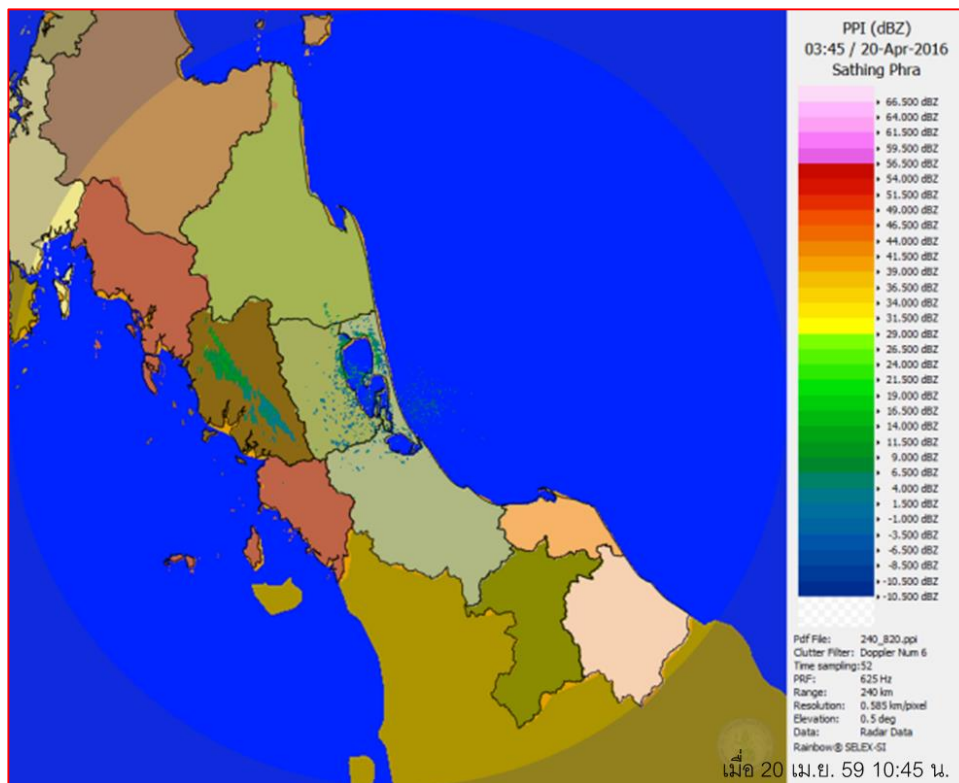 PPI (dBZ)
03:45 / 20-Apr-2016
Sathing Phra
66.500 dBZ
64.000 dBZ
61.500 dBZ
59.500 dBZ
56.500 dBZ
54.000 dBZ
51.500 dBZ
49.000 dBZ
46.500 dBZ
44.000 dBZ
41.500 dBZ
39.000 dBZ
36.500 dBZ
34.000 dBZ
31.500 dBZ
29.000 dBZ
26.500 dBZ
24.000 dBZ
21.500 dBZ
19.000 dBZ
16.500 dBZ
14.000 dBZ
11.500 dBZ
9.000 dBZ
6.500 dBZ
4.000 dBZ
1.500 dBZ
-1.000 dBZ
-3.500 dBZ
-6.500 dBZ
-8.500 dBZ
-10.500 dBZ
-10.500 dBZ
Pdf File: 240_820.ppi
Clutter Filter: Doppler Num 6
Time sampling:52
PRF: 625 Hz
Range: 240 km
Resolution: 0.585 km/pixel
Elevation: 0.5 deg
Data: Radar Data
Rainbow® SELEX-SI
เมื่อ 20 เม.ย. 59 10:45 น.